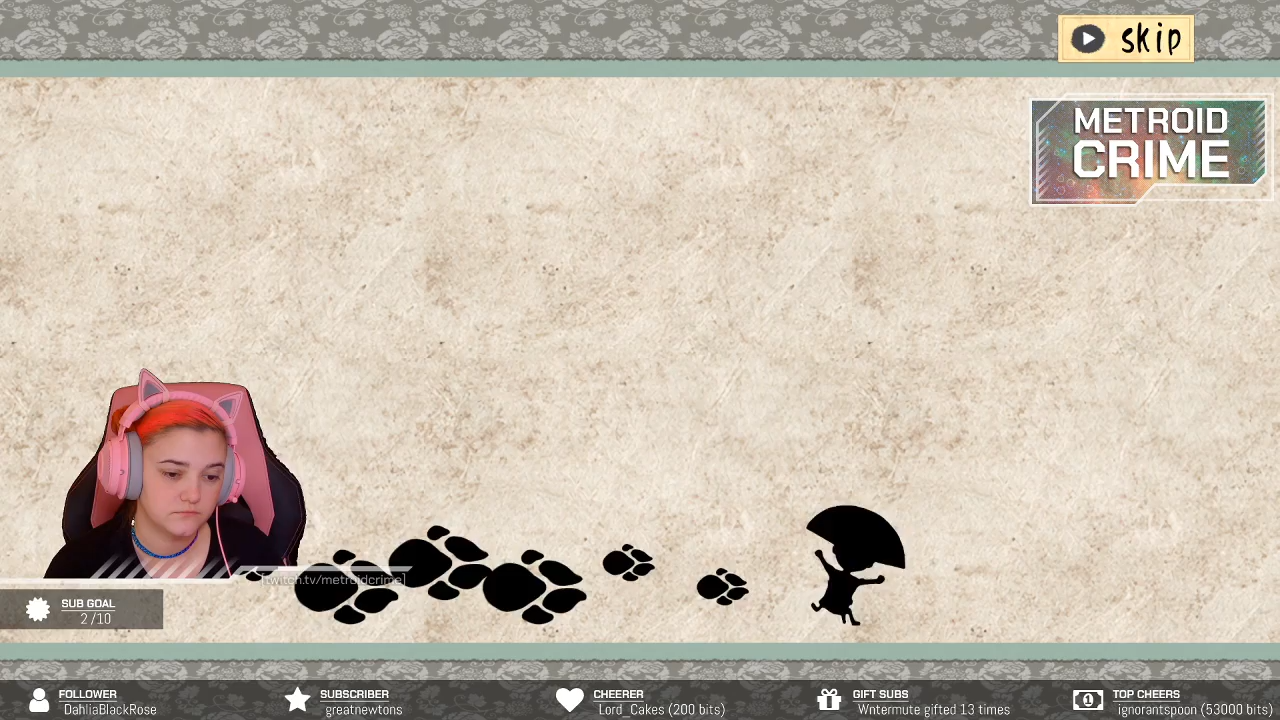 skip
METROID
CRIME
[twitch.tv/metroidcrime]
SUB GOAL
2 /10
FOLLOWER
DahliaBlackRose
SUBSCRIBER
greatnewtons
CHEERER
Lord_Cakes (200 bits)
GIFT SUBS
Wntermute gifted 13 times
TOP CHEERS
ignorantspoon (53000 bits)